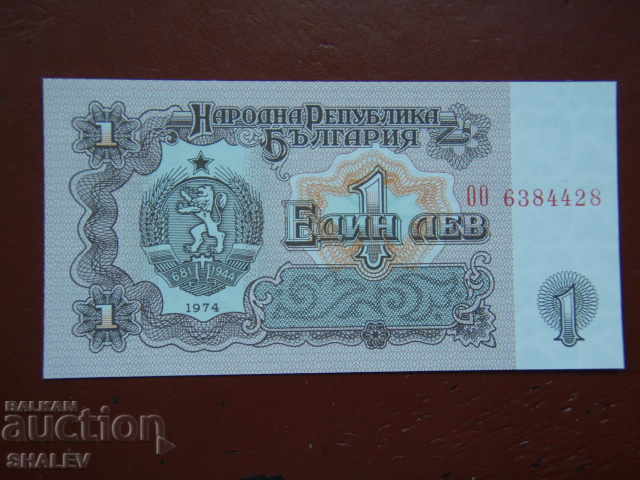 1
НАРОДНА РЕПУБЛИКА
БЪЛГАРИЯ
1
ОО 6384428
ЕДИН ЛЕВ
681 1944
1974
1
1
BALKAN
auction
SHALEV